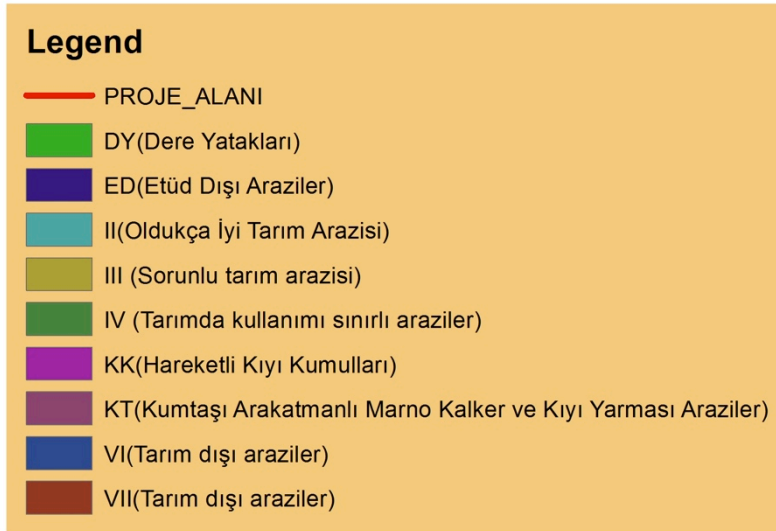 Legend
PROJE_ALANI
DY(Dere Yatakları)
ED(Etüd Dışı Araziler)
II(Oldukça İyi Tarım Arazisi)
III (Sorunlu tarım arazisi)
IV (Tarımda kullanımı sınırlı araziler)
KK(Hareketli Kıyı Kumulları)
KT(Kumtaşı Arakatmanlı Marno Kalker ve Kıyı Yarması Araziler)
VI(Tarım dışı araziler)
VII(Tarım dışı araziler)